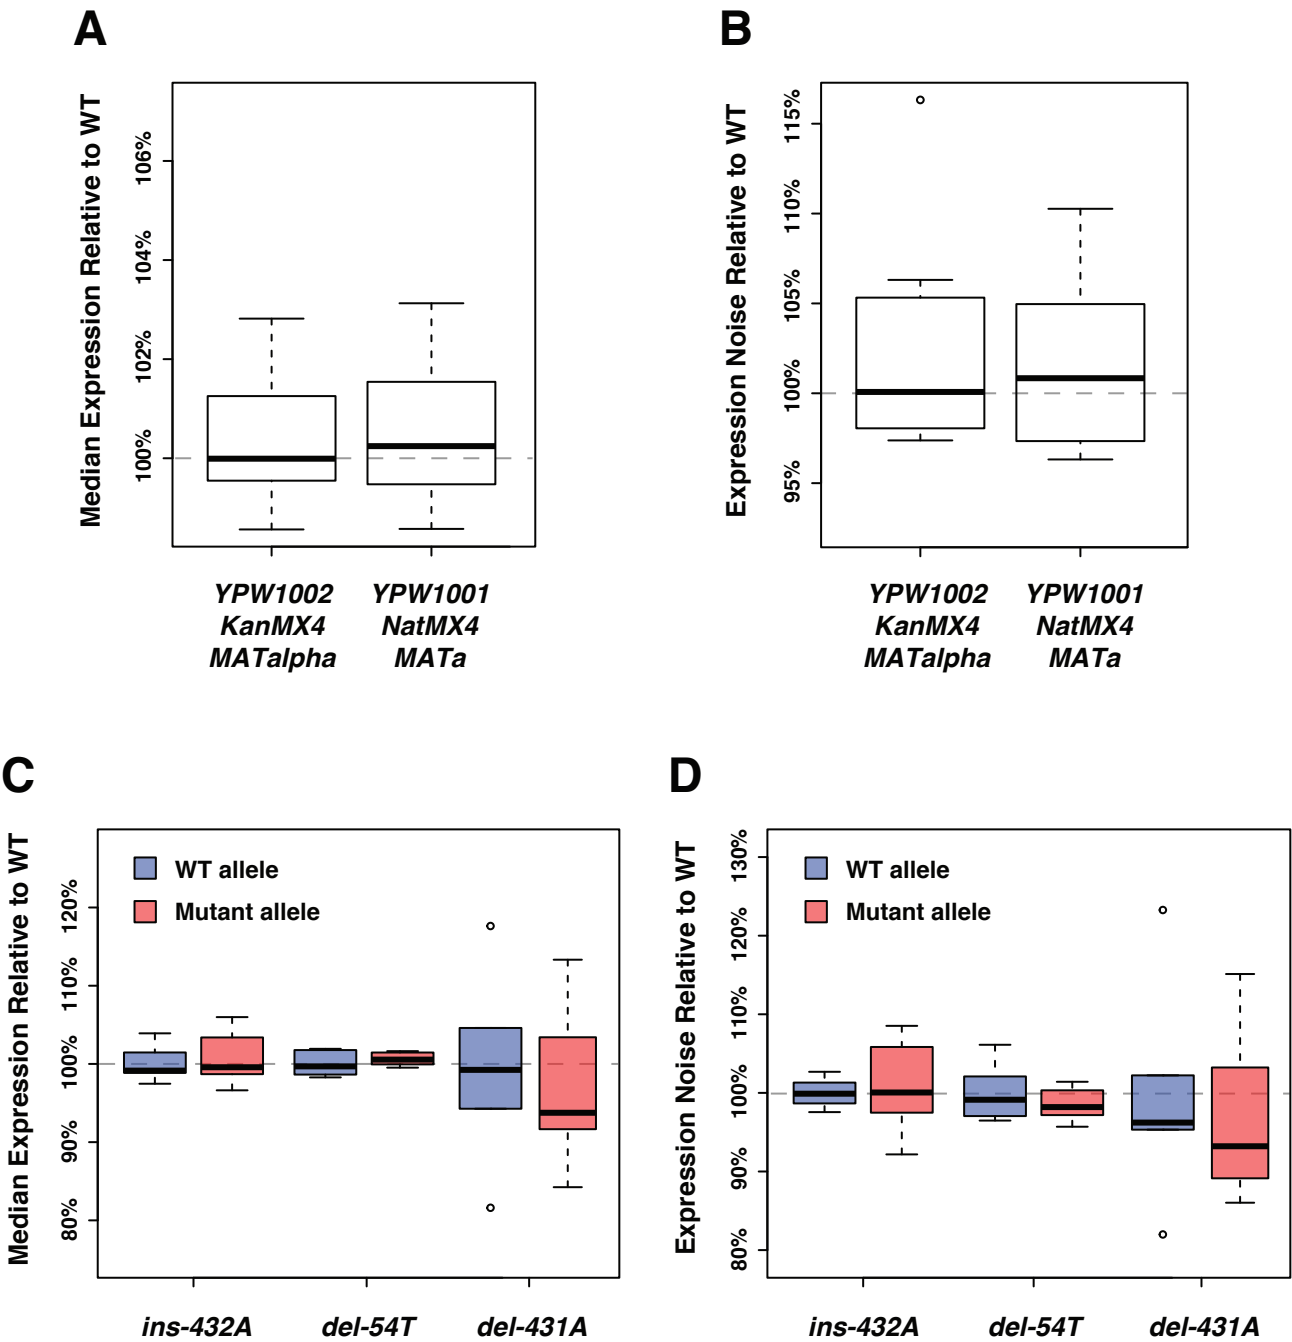 A
Median Expression Relative to WT
106%
104%
102%
100%
YPW1002 YPW1001
KanMX4 NatMX4
MATalpha MATa
B
Expression Noise Relative to WT
115%
110%
105%
100%
95%
YPW1002 YPW1001
KanMX4 NatMX4
MATalpha MATa
C
Median Expression Relative to WT
120%
110%
100%
90%
80%
WT allele
Mutant allele
ins-432A del-54T del-431A
D
Expression Noise Relative to WT
130%
120%
110%
100%
90%
80%
WT allele
Mutant allele
ins-432A del-54T del-431A